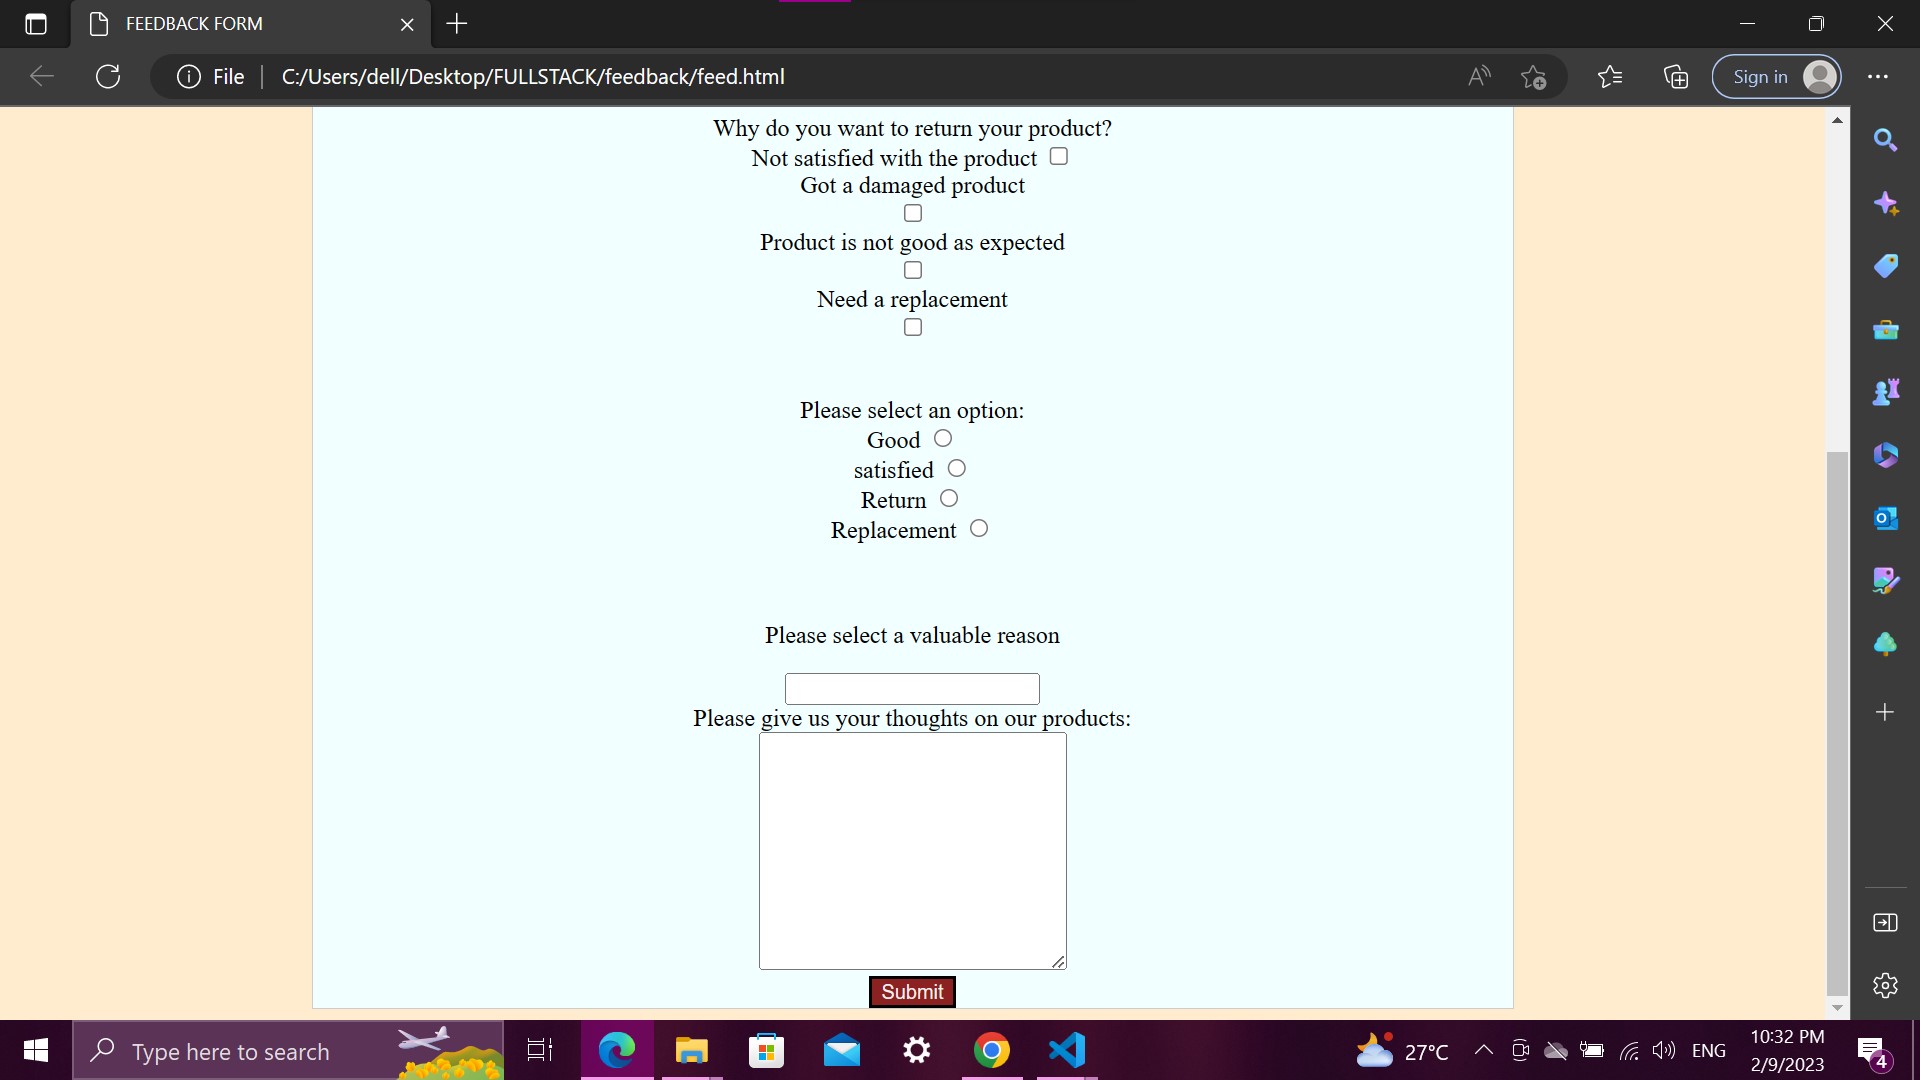 FEEDBACK FORM
File
C:/Users/dell/Desktop/FULLSTACK/feedback/feed.html
Sign in
Why do you want to return your product?
Not satisfied with the product
Got a damaged product
Product is not good as expected
Need a replacement
Please select an option:
Good
satisfied
Return
Replacement
Please select a valuable reason
Please give us your thoughts on our products:
Submit
Type here to search
27°C
ENG
10:32 PM
2/9/2023
4